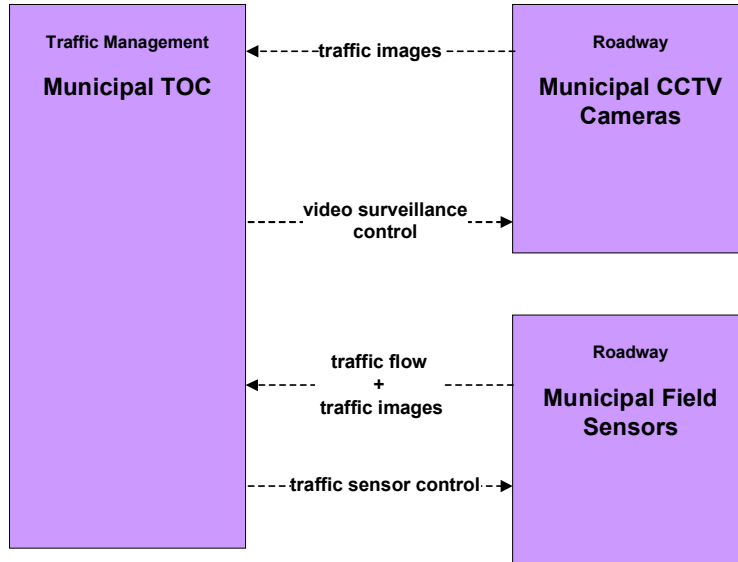 Traffic Management
Municipal TOC
traffic images
Roadway
Municipal CCTV
Cameras
video surveillance
control
traffic flow
+
traffic images
Roadway
Municipal Field
Sensors
traffic sensor control